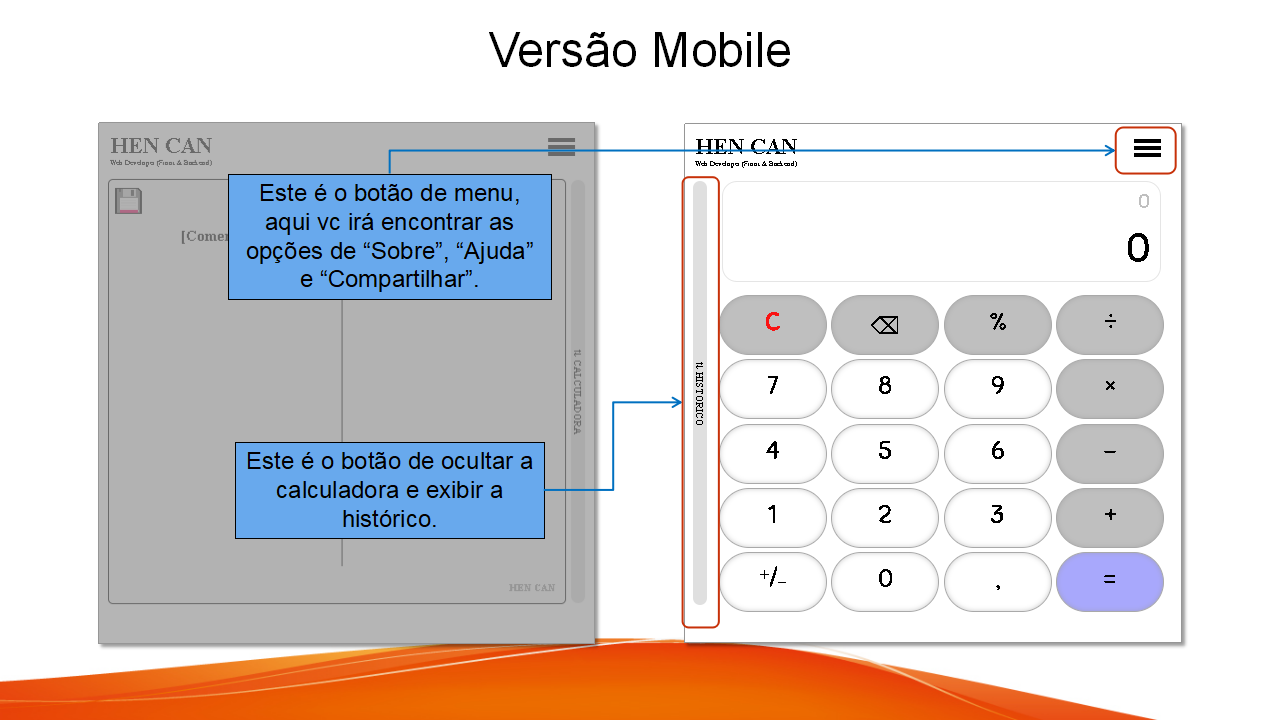 Versão Mobile
HEN CAN
Web Developer (Front & Backend)
[Comen
Este é o botão de menu,
aqui vc irá encontrar as
opções de “Sobre”, “Ajuda”
e “Compartilhar”.
⇅ CALCULADORA
Este é o botão de ocultar a
calculadora e exibir a
histórico.
HEN CAN
HEN CAN
Web Developer (Front & Backend)
⇅ HISTORICO
0
0
C ⌫ % ÷
7 8 9 ×
4 5 6 −
1 2 3 +
+/− 0 , =